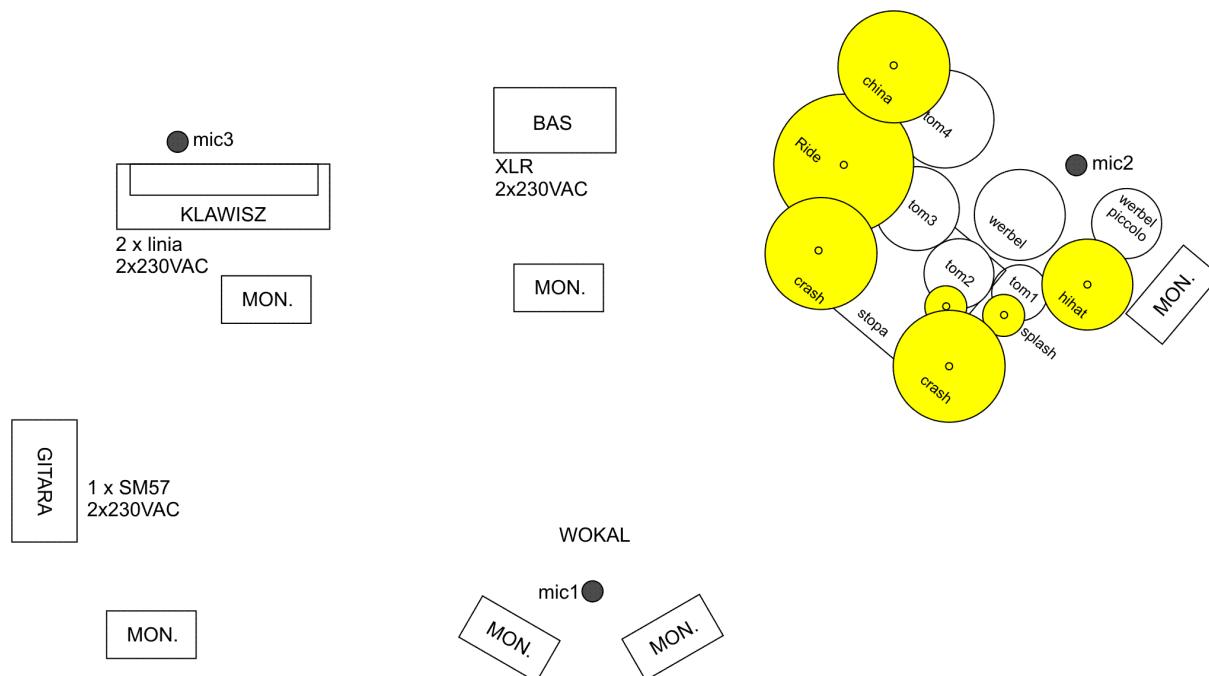 china
tom4
BAS
mic3
Ride
mic2
XLR
2x230VAC
KLAWISZ
tom3
werbel
werbel
piccolo
2 x linia
2x230VAC
MON.
MON.
crash
tom2
tom1
hihat
MON.
stopa
splash
crash
GITARA
1 x SM57
2x230VAC
WOKAL
mic1
MON.
MON.
MON.